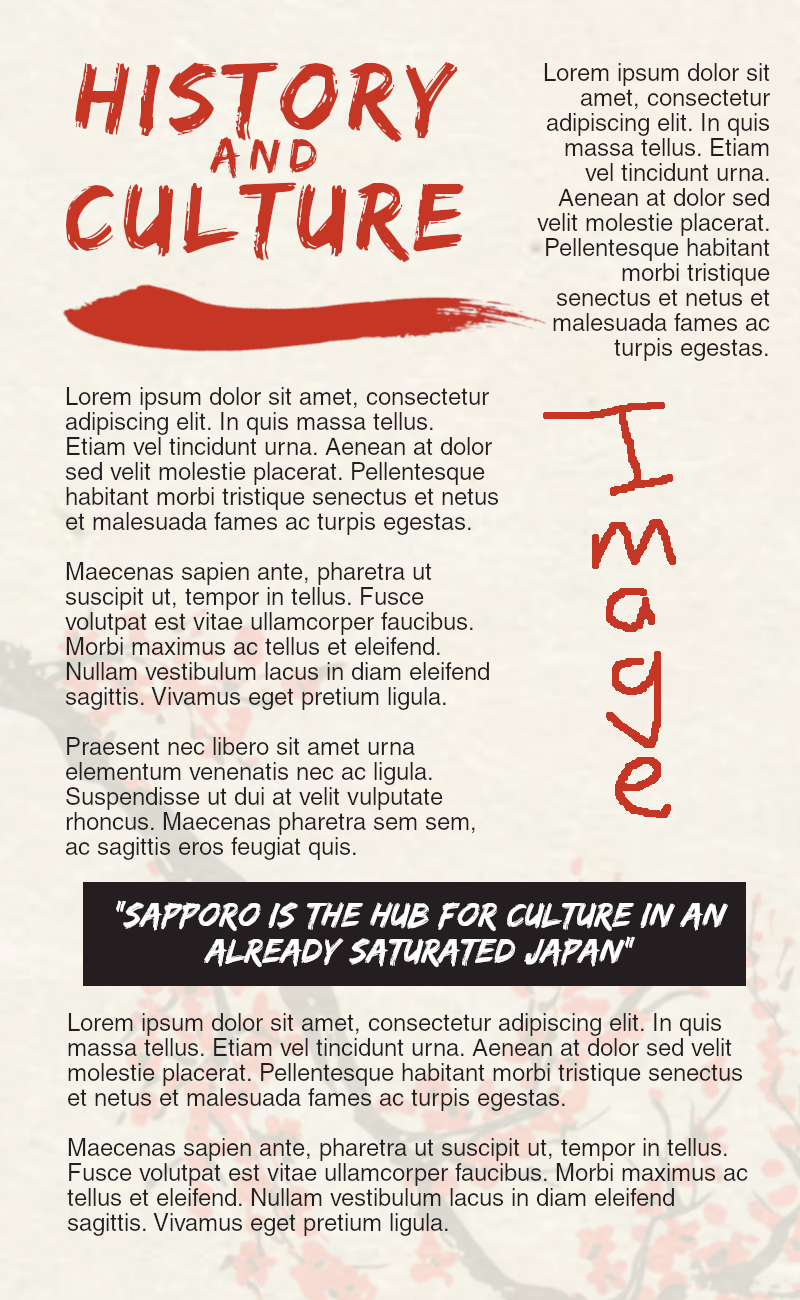 HISTORY
AND
CULTURE
Lorem ipsum dolor sit
amet, consectetur
adipiscing elit. In quis
massa tellus. Etiam
vel tincidunt urna.
Aenean at dolor sed
velit molestie placerat.
Pellentesque habitant
morbi tristique
senectus et netus et
malesuada fames ac
turpis egestas.
Lorem ipsum dolor sit amet, consectetur
adipiscing elit. In quis massa tellus.
Etiam vel tincidunt urna. Aenean at dolor
sed velit molestie placerat. Pellentesque
habitant morbi tristique senectus et netus
et malesuada fames ac turpis egestas.
Maecenas sapien ante, pharetra ut
suscipit ut, tempor in tellus. Fusce
volutpat est vitae ullamcorper faucibus.
Morbi maximus ac tellus et eleifend.
Nullam vestibulum lacus in diam eleifend
sagittis. Vivamus eget pretium ligula.
Praesent nec libero sit amet urna
elementum venenatis nec ac ligula.
Suspendisse ut dui at velit vulputate
rhoncus. Maecenas pharetra sem sem,
ac sagittis eros feugiat quis.
Image
"SAPPORO IS THE HUB FOR CULTURE IN AN
ALREADY SATURATED JAPAN"
Lorem ipsum dolor sit amet, consectetur adipiscing elit. In quis
massa tellus. Etiam vel tincidunt urna. Aenean at dolor sed velit
molestie placerat. Pellentesque habitant morbi tristique senectus
et netus et malesuada fames ac turpis egestas.
Maecenas sapien ante, pharetra ut suscipit ut, tempor in tellus.
Fusce volutpat est vitae ullamcorper faucibus. Morbi maximus ac
tellus et eleifend. Nullam vestibulum lacus in diam eleifend
sagittis. Vivamus eget pretium ligula.